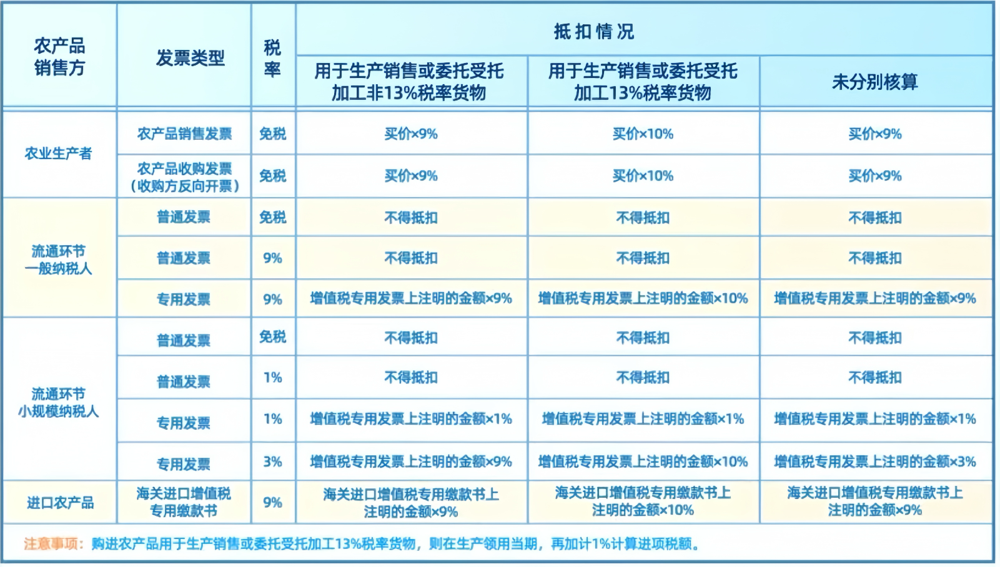 农产品
销售方
发票类型
税
率
抵扣情况
用于生产销售或委托受托
加工非13%税率货物
用于生产销售或委托受托
加工13%税率货物
未分别核算
农业生产者
农产品销售发票
免税
买价×9%
买价×10%
买价×9%
农产品收购发票
（收购方反向开票）
免税
买价×9%
买价×10%
买价×9%
流通环节
一般纳税人
普通发票
免税
不得抵扣
不得抵扣
不得抵扣
普通发票
9%
不得抵扣
不得抵扣
不得抵扣
专用发票
9%
增值税专用发票上注明的金额×9%
增值税专用发票上注明的金额×10%
增值税专用发票上注明的金额×9%
流通环节
小规模纳税人
普通发票
免税
不得抵扣
不得抵扣
不得抵扣
普通发票
1%
不得抵扣
不得抵扣
不得抵扣
专用发票
1%
增值税专用发票上注明的金额×1%
增值税专用发票上注明的金额×1%
增值税专用发票上注明的金额×1%
专用发票
3%
增值税专用发票上注明的金额×9%
增值税专用发票上注明的金额×10%
增值税专用发票上注明的金额×3%
进口农产品
海关进口增值税
专用缴款书
9%
海关进口增值税专用缴款书上
注明的金额×9%
海关进口增值税专用缴款书上
注明的金额×10%
海关进口增值税专用缴款书上
注明的金额×9%
注意事项：购进农产品用于生产销售或委托受托加工13%税率货物，则在生产领用当期，再加计1%计算进项税额。